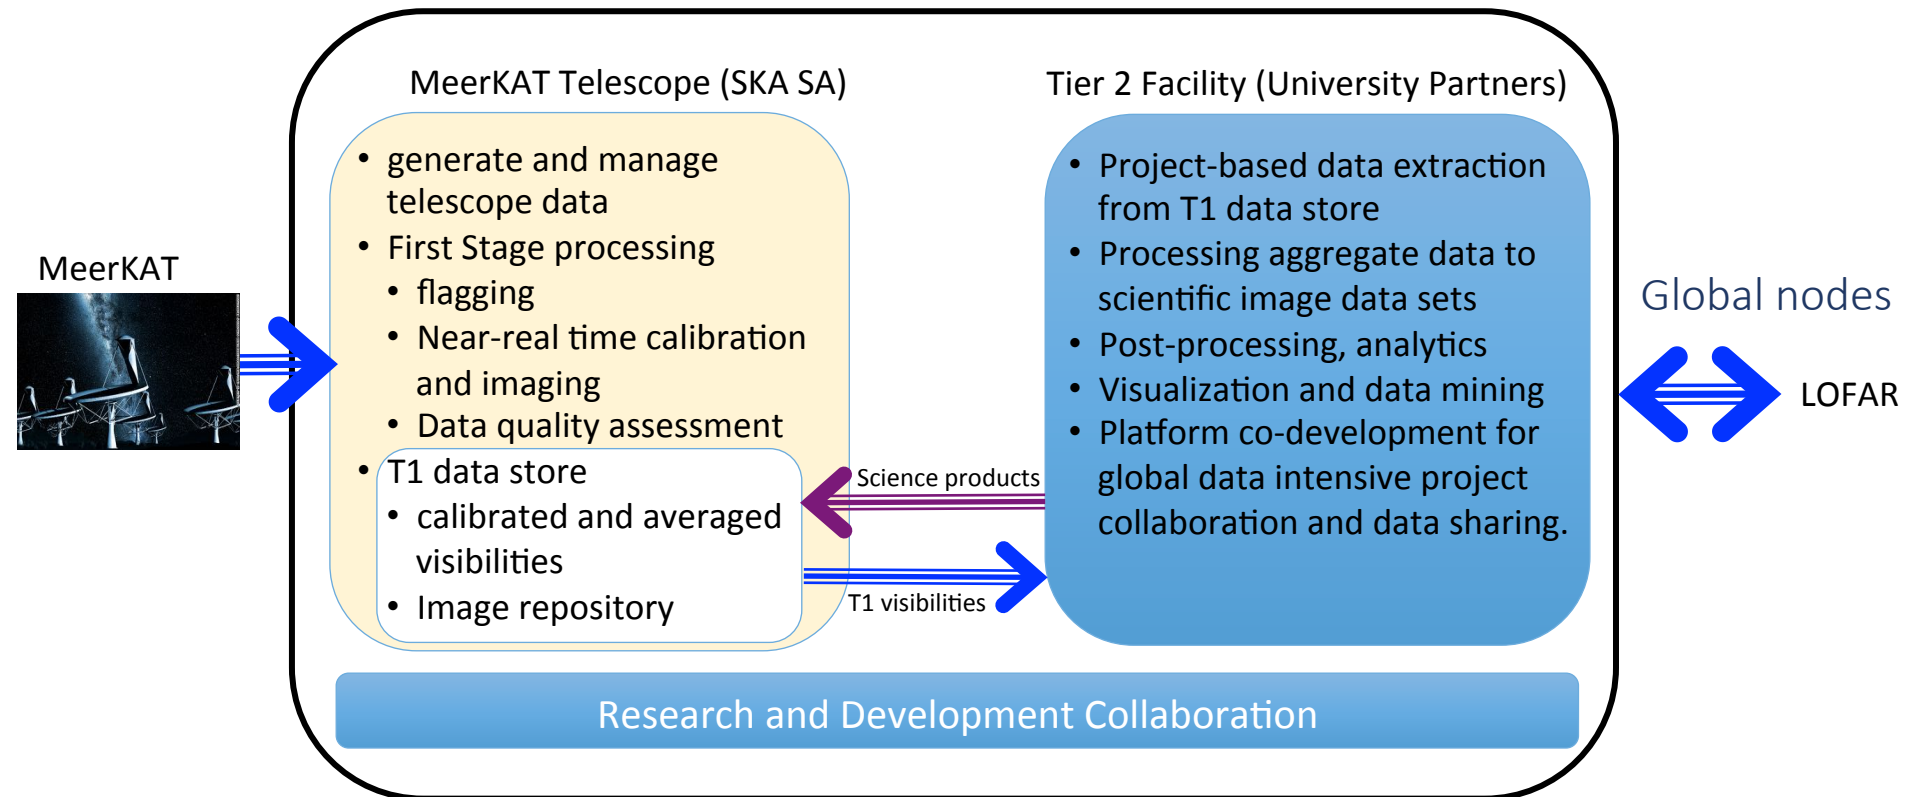 MeerKAT Telescope (SKA SA)
Tier 2 Facility (University Partners)
MeerKAT
• generate and manage
telescope data
• First Stage processing
• flagging
• Near-real time calibration
and imaging
• Data quality assessment
• T1 data store
• calibrated and averaged
visibilities
• Image repository
Science products
T1 visibilities
• Project-based data extraction
from T1 data store
• Processing aggregate data to
scientific image data sets
• Post-processing, analytics
• Visualization and data mining
• Platform co-development for
global data intensive project
collaboration and data sharing.
Global nodes
LOFAR
Research and Development Collaboration